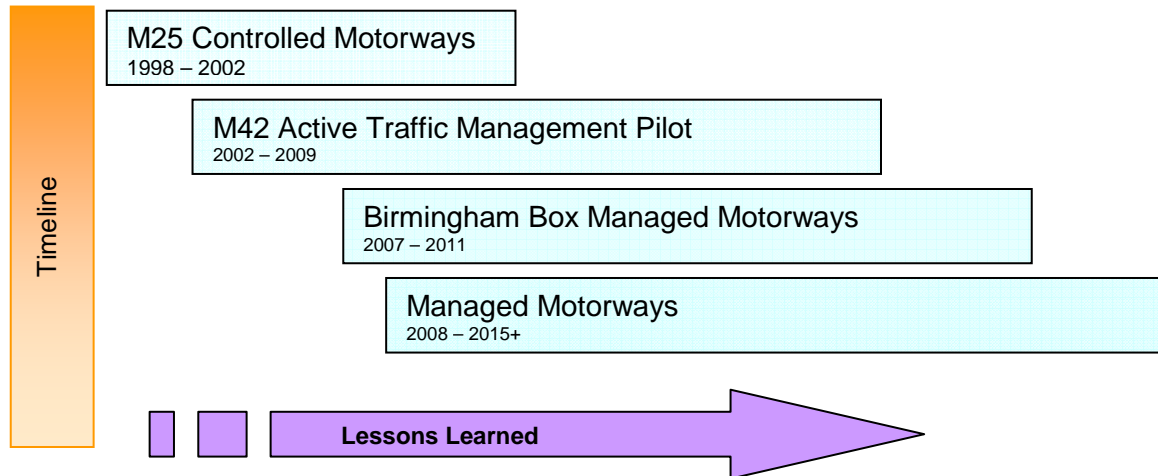 Timeline
M25 Controlled Motorways
1998 – 2002
M42 Active Traffic Management Pilot
2002 – 2009
Birmingham Box Managed Motorways
2007 – 2011
Managed Motorways
2008 – 2015+
Lessons Learned